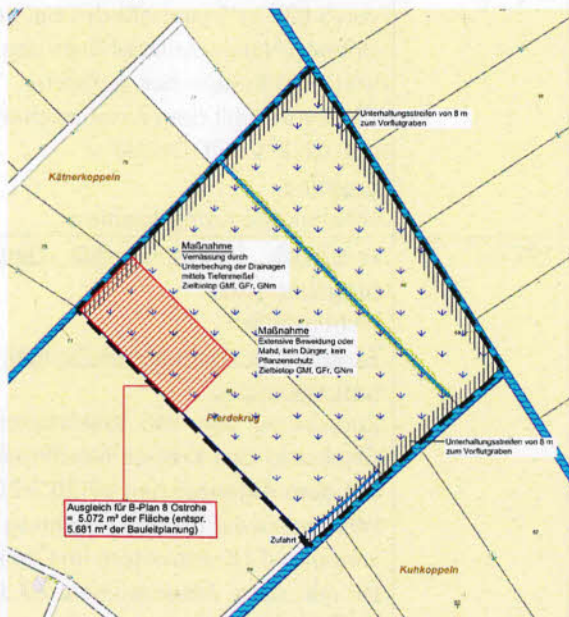 Unterhaltungsstreifen von 8 m
zum Vorflutgraben
Kätnerkoppeln
Maßnahme
Vernässung durch
Unterbechung der Drainagen
mittels Tiefenmeißel
Zielbiotop GMf, GFr, GNm
Maßnahme
Extensive Beweidung oder
Mahd, kein Dünger, kein
Pflanzenschutz
Zielbiotop GMf, GFr, GNm
Pferdekrug
Unterhaltungsstreifen von 8 m
zum Vorflutgraben
Ausgleich für B-Plan 8 Ostrohe
= 5.072 m² der Fläche (entspr.
5.681 m² der Bauleitplanung)
Zufahrt
Kuhkoppeln